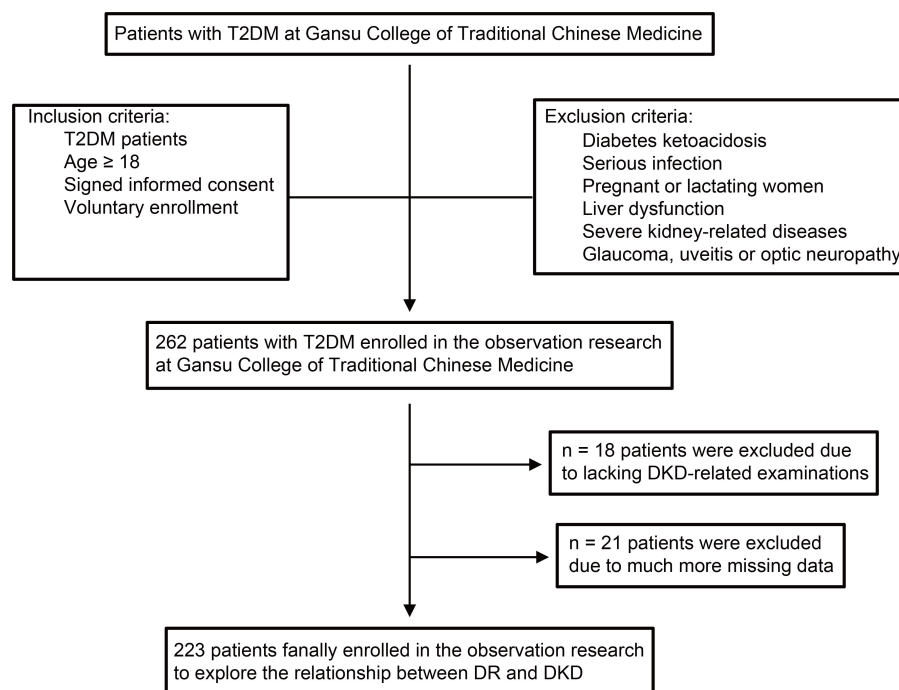 Patients with T2DM at Gansu College of Traditional Chinese Medicine
Inclusion criteria:
T2DM patients
Age ≥ 18
Signed informed consent
Voluntary enrollment
Exclusion criteria:
Diabetes ketoacidosis
Serious infection
Pregnant or lactating women
Liver dysfunction
Severe kidney-related diseases
Glaucoma, uveitis or optic neuropathy
262 patients with T2DM enrolled in the observation research
at Gansu College of Traditional Chinese Medicine
n = 18 patients were excluded due
to lacking DKD-related examinations
n = 21 patients were excluded
due to much more missing data
223 patients fanally enrolled in the observation research
to explore the relationship between DR and DKD